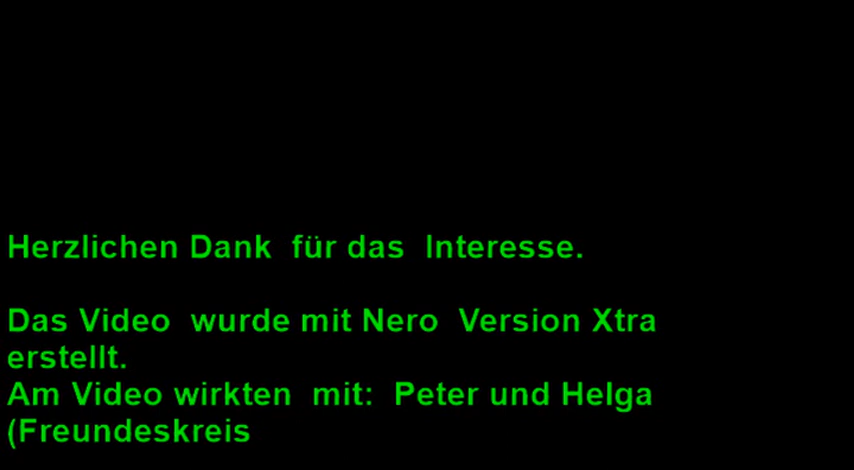 Herzlichen Dank  für das  Interesse.
Das Video  wurde mit Nero  Version Xtra
erstellt.
Am Video wirkten  mit:  Peter und Helga
(Freundeskreis